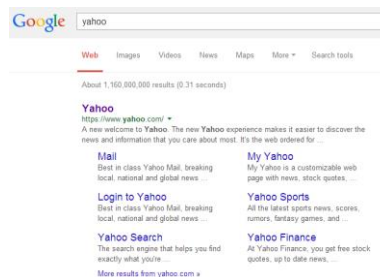 Google yahoo
Web Images Videos News Maps More Search tools
About 1,160,000,000 results (0.31 seconds)
Yahoo
https://www.yahoo.com/
A new welcome to Yahoo. The new Yahoo experience makes it easier to discover the
news and information that you care about most. It's the web ordered for ...
Mail
Best in class Yahoo Mail, breaking
local, national and global news ...
My Yahoo
My Yahoo is a customizable web
page with news, stock quotes, ...
Login to Yahoo
Best in class Yahoo Mail, breaking
local, national and global news ...
Yahoo Sports
All the latest sports news, scores,
rumors, fantasy games, and ...
Yahoo Search
The search engine that helps you find
exactly what you're ...
Yahoo Finance
At Yahoo Finance, you get free stock
quotes, up to date news, ...
More results from yahoo.com »